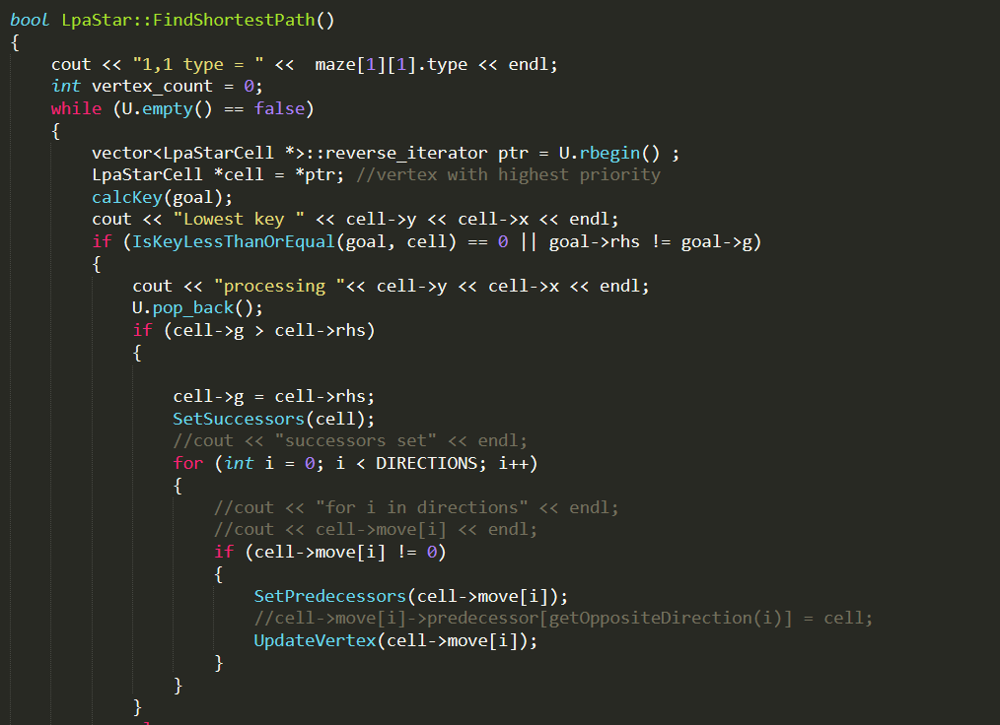 bool LpaStar::FindShortestPath()
{
    cout << "1,1 type = " <<  maze[1][1].type << endl;
    int vertex_count = 0;
    while (U.empty() == false)
    {
        vector<LpaStarCell *>::reverse_iterator ptr = U.rbegin() ;
        LpaStarCell *cell = *ptr; //vertex with highest priority
        calcKey(goal);
        cout << "Lowest key " << cell->y << cell->x << endl;
        if (IsKeyLessThanOrEqual(goal, cell) == 0 || goal->rhs != goal->g)
        {
            cout << "processing "<< cell->y << cell->x << endl;
            U.pop_back();
            if (cell->g > cell->rhs)
            {

                cell->g = cell->rhs;
                SetSuccessors(cell);
                //cout << "successors set" << endl;
                for (int i = 0; i < DIRECTIONS; i++)
                {
                    //cout << "for i in directions" << endl;
                    //cout << cell->move[i] << endl;
                    if (cell->move[i] != 0)
                    {
                        SetPredecessors(cell->move[i]);
                        //cell->move[i]->predecessor[getOppositeDirection(i)] = cell;
                        UpdateVertex(cell->move[i]);
                    }
                }
            }